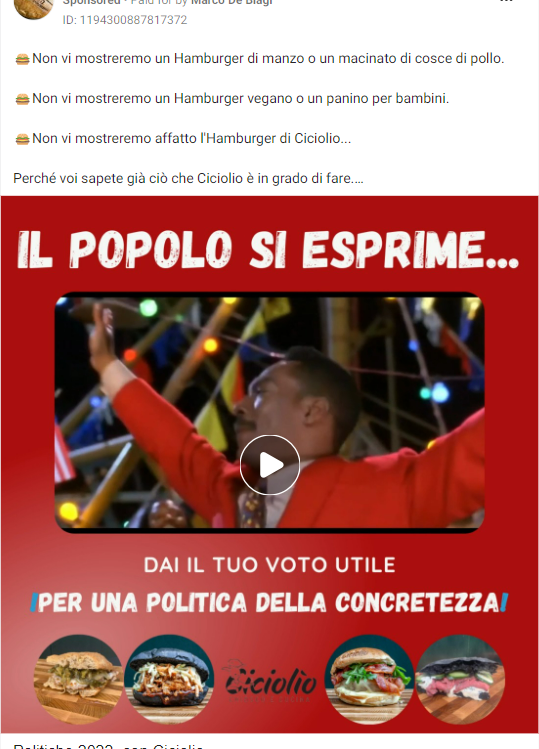 Sponsored · Paid for by Marco De Biagi
ID: 1194300887817372
Non vi mostreremo un Hamburger di manzo o un macinato di cosce di pollo.
Non vi mostreremo un Hamburger vegano o un panino per bambini.
Non vi mostreremo affatto l'Hamburger di Ciciolio...
Perché voi sapete già ciò che Ciciolio è in grado di fare....
IL POPOLO SI ESPRIME...
DAI IL TUO VOTO UTILE
!PER UNA POLITICA DELLA CONCRETEZZA!
Ciciolio
Politiche 2022, con Ciciolio